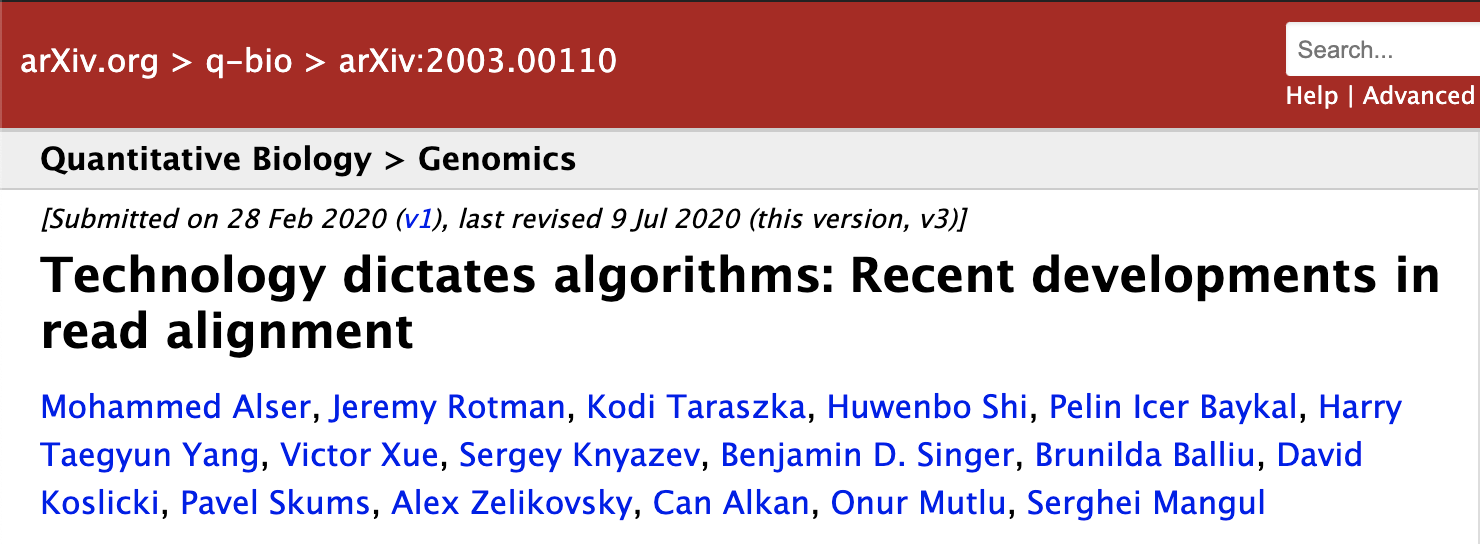 arXiv.org > q-bio > arXiv:2003.00110
Search...
Help | Advanced
Quantitative Biology > Genomics
[Submitted on 28 Feb 2020 (v1), last revised 9 Jul 2020 (this version, v3)]
Technology dictates algorithms: Recent developments in
read alignment
Mohammed Alser, Jeremy Rotman, Kodi Taraszka, Huwenbo Shi, Pelin Icer Baykal, Harry
Taegyun Yang, Victor Xue, Sergey Knyazev, Benjamin D. Singer, Brunilda Balliu, David
Koslicki, Pavel Skums, Alex Zelikovsky, Can Alkan, Onur Mutlu, Serghei Mangul